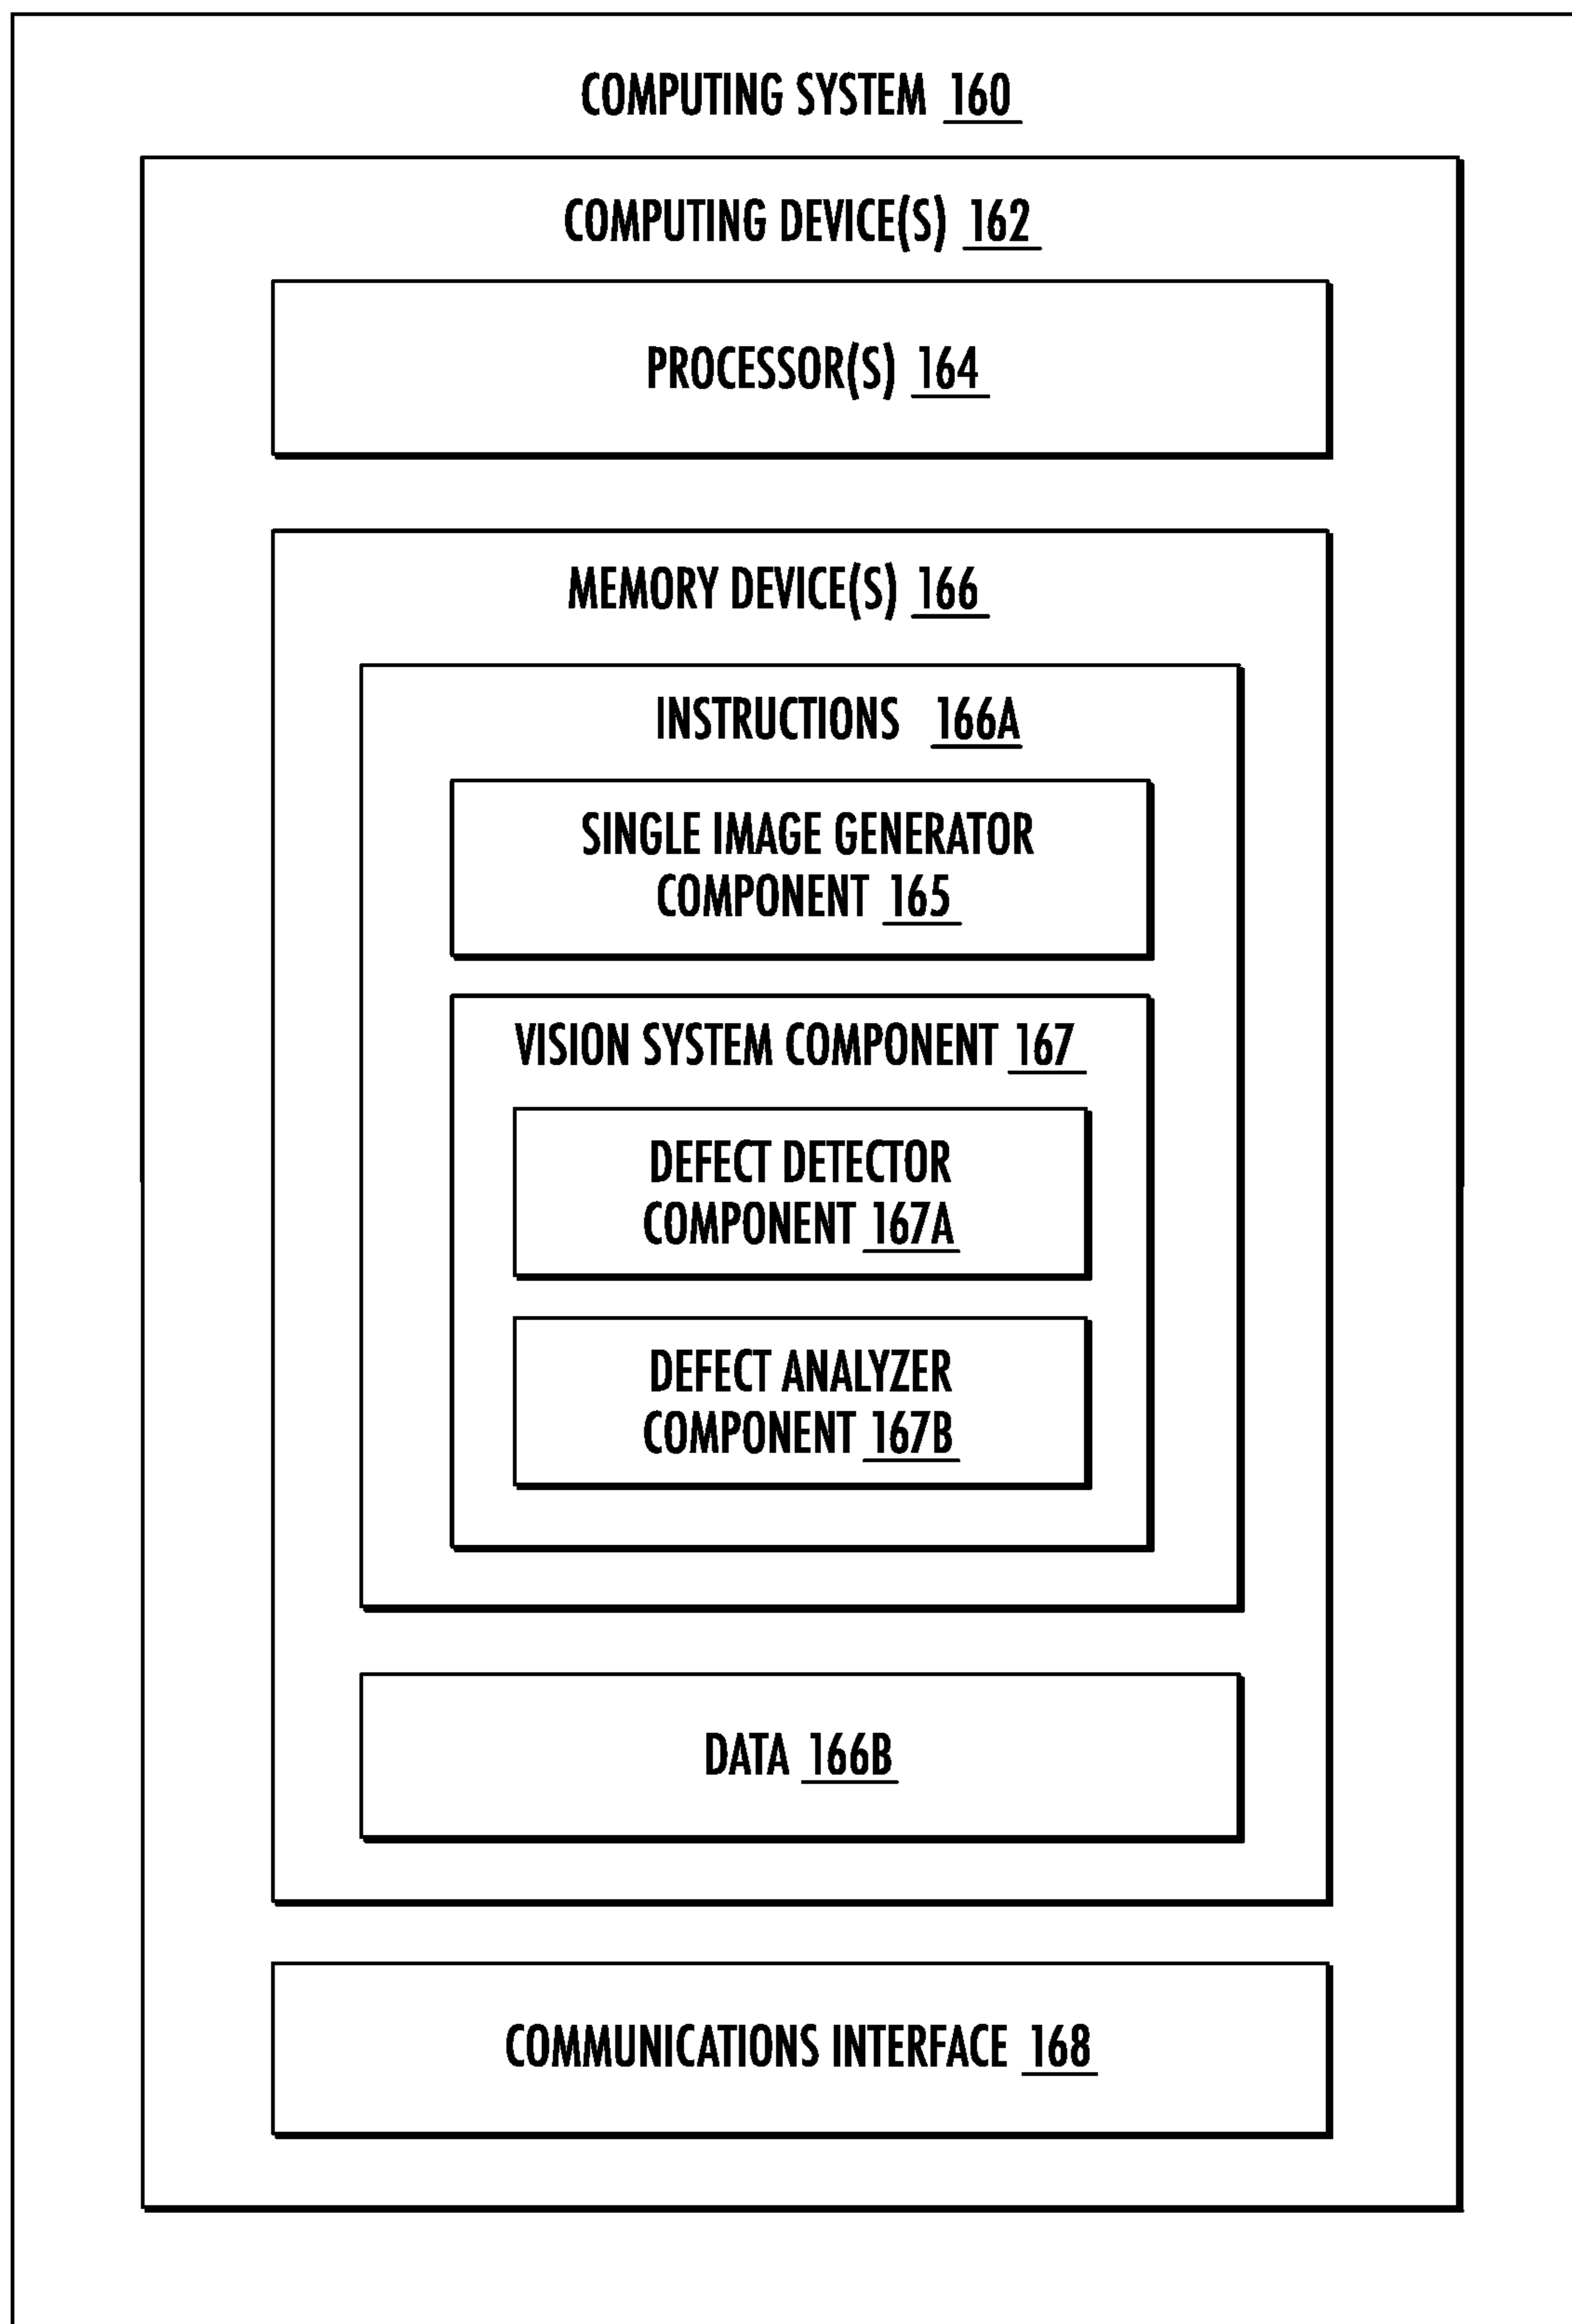 COMPUTING SYSTEM 160
COMPUTING DEVICE(S) 162
PROCESSOR(S) 164
MEMORY DEVICE(S) 166
INSTRUCTIONS 166A
SINGLE IMAGE GENERATOR
COMPONENT 165
VISION SYSTEM COMPONENT 167
DEFECT DETECTOR
COMPONENT 167A
DEFECT ANALYZER
COMPONENT 167B
DATA 166B
COMMUNICATIONS INTERFACE 168